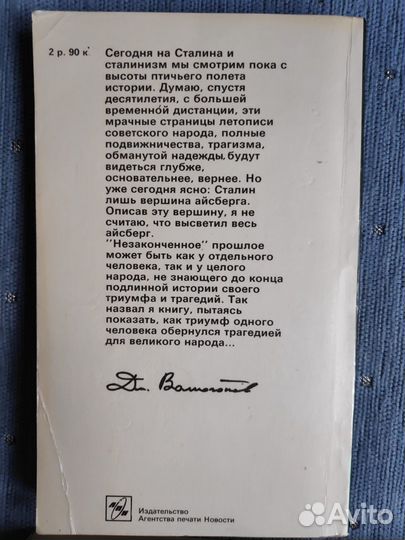 2 р. 90 к.
Сегодня на Сталина и
сталинизм мы смотрим пока с
высоты птичьего полета
истории. Думаю, спустя
десятилетия, с большей
временной дистанции, эти
мрачные страницы летописи
советского народа, полные
подвижничества, трагизма,
обманутой надежды, будут
видеться глубже,
основательнее, вернее. Но
уже сегодня ясно: Сталин
лишь вершина айсберга.
Описав эту вершину, я не
считаю, что высветил весь
айсберг.
"Незаконченное" прошлое
может быть как у отдельного
человека, так и у целого
народа, не знающего до конца
подлинной истории своего
триумфа и трагедий. Так
назвал я книгу, пытаясь
показать, как триумф одного
человека обернулся трагедией
для великого народа...
Дм. Волкогонов
Издательство
Агентства печати Новости
Avito